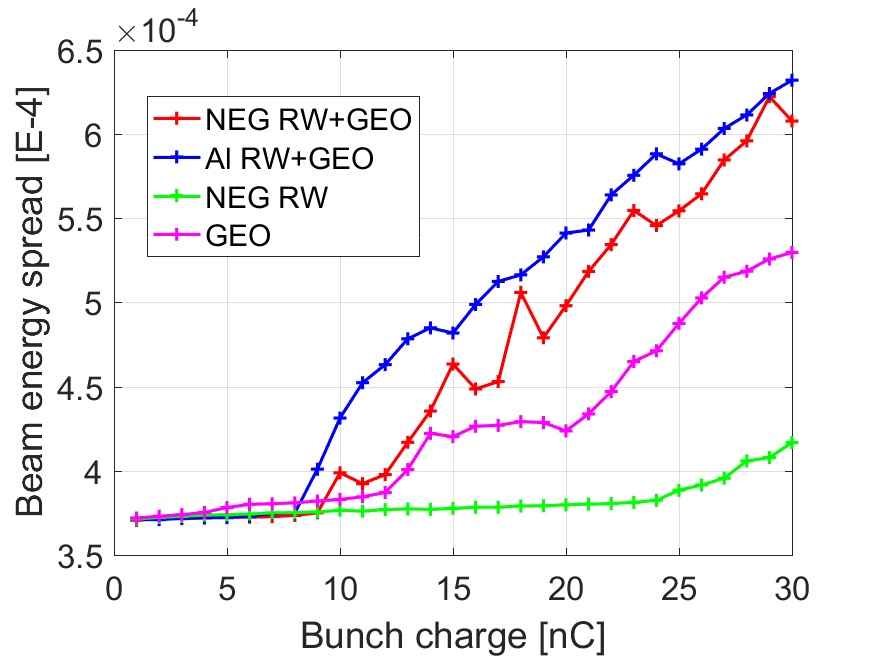 ×10-4
6.5
6
5.5
5
4.5
4
3.5
Beam energy spread [E-4]
NEG RW+GEO
Al RW+GEO
NEG RW
GEO
0 5 10 15 20 25 30
Bunch charge [nC]